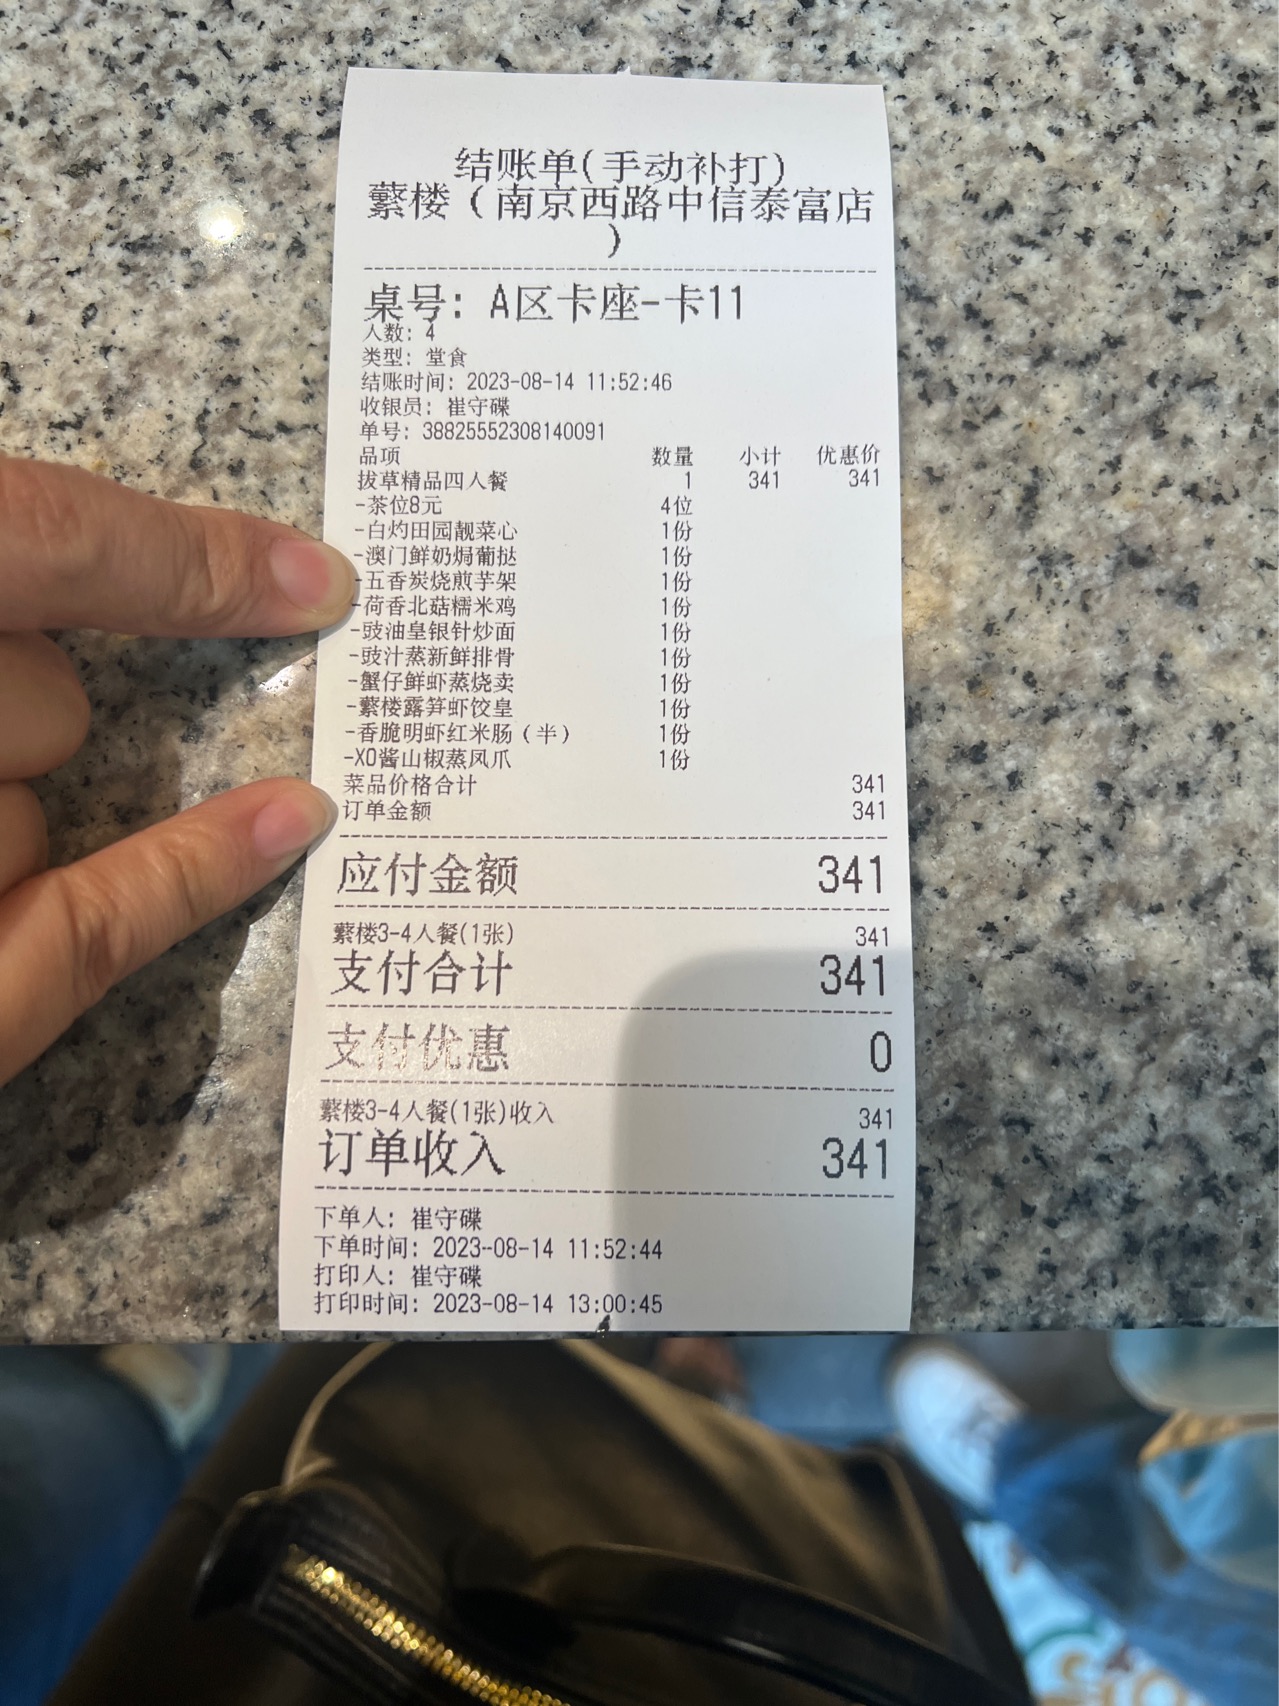 结账单(手动补打)
蘩楼（南京西路中信泰富店
）
桌号: A区卡座-卡11
人数: 4
类型: 堂食
结账时间: 2023-08-14 11:52:46
收银员: 崔守碟
单号: 38825552308140091
品项 数量 小计 优惠价
拔草精品四人餐 1 341 341
-茶位8元 4位
-白灼田园靓菜心 1份
-澳门鲜奶焗葡挞 1份
-五香炭烧煎芋架 1份
-荷香北菇糯米鸡 1份
-豉油皇银针炒面 1份
-豉汁蒸新鲜排骨 1份
-蟹仔鲜虾蒸烧卖 1份
-蘩楼露笋虾饺皇 1份
-香脆明虾红米肠（半） 1份
-XO酱山椒蒸凤爪 1份
菜品价格合计 341
订单金额 341
应付金额 341
蘩楼3-4人餐(1张) 341
支付合计 341
支付优惠 0
蘩楼3-4人餐(1张)收入 341
订单收入 341
下单人: 崔守碟
下单时间: 2023-08-14 11:52:44
打印人: 崔守碟
打印时间: 2023-08-14 13:00:45